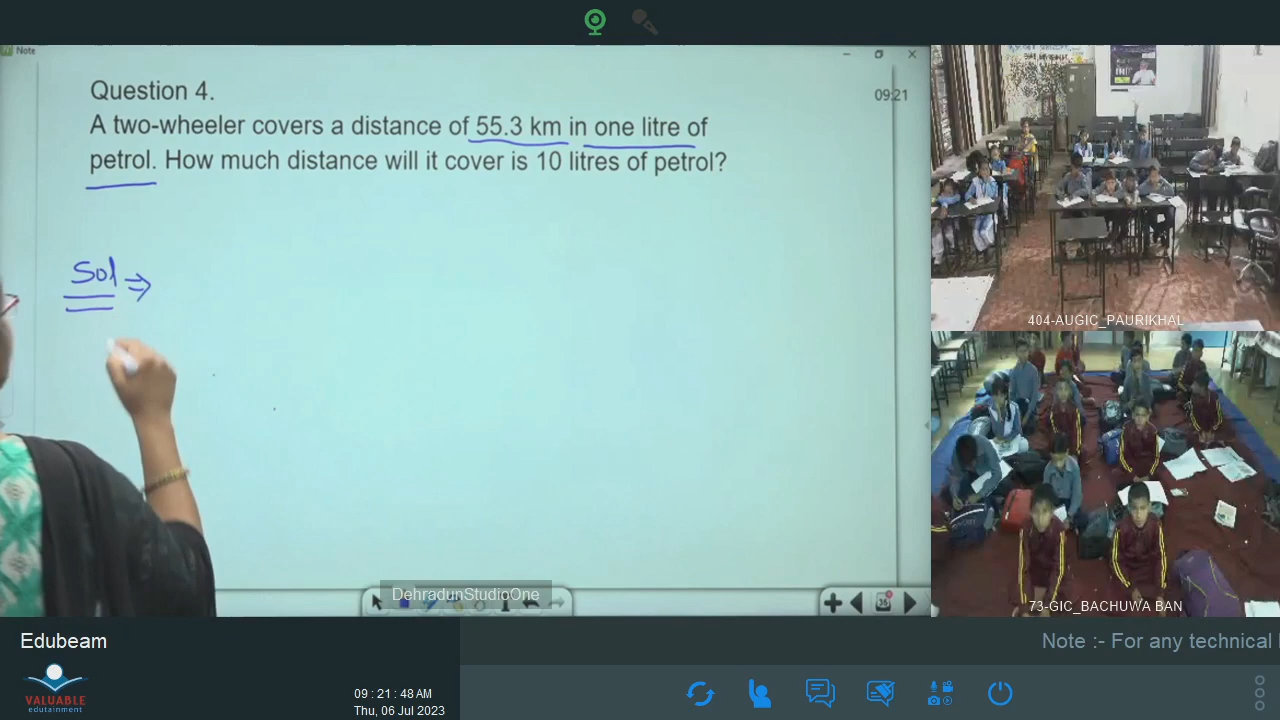 Note
09:21
Question 4.
A two-wheeler covers a distance of 55.3 km in one litre of
petrol. How much distance will it cover is 10 litres of petrol?
Sol ⇒
404-AUGIC_PAURIKHAL
73-GIC_BACHUWA BAN
DehradunStudioOne
Edubeam
Note :- For any technical
VALUABLE
edutainment
09 : 21 : 48 AM
Thu, 06 Jul 2023